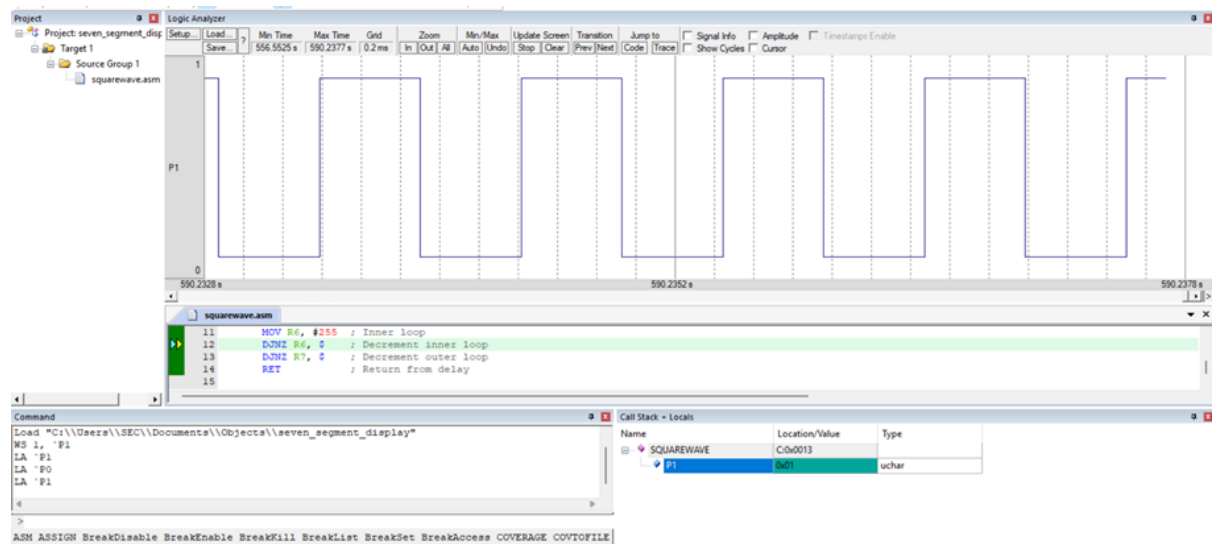 Project
Project: seven_segment_disp
Target 1
Source Group 1
squarewave.asm
Logic Analyzer
Setup... Load... ? Min Time Max Time Grid Zoom Min/Max Update Screen Transition Jump to Signal Info Amplitude Timestamps Enable
Save... 556.5525 s 590.2377 s 0.2 ms In Out All Auto Undo Stop Clear Prev Next Code Trace Show Cycles Cursor
1
P1
0
590.2328 s 590.2352 s 590.2378 s
squarewave.asm
11 MOV R6, #255 ; Inner loop
12 DJNZ R6, $ ; Decrement inner loop
13 DJNZ R7, $ ; Decrement outer loop
14 RET ; Return from delay
15
Command
Load "C:\\Users\\SEC\\Documents\\Objects\\seven_segment_display"
WS 1, `P1
LA `P1
LA `P0
LA `P1
>
ASM ASSIGN BreakDisable BreakEnable BreakKill BreakList BreakSet BreakAccess COVERAGE COVTOFILE
Call Stack + Locals
Name Location/Value Type
SQUAREWAVE C:0x0013
P1 0x01 uchar